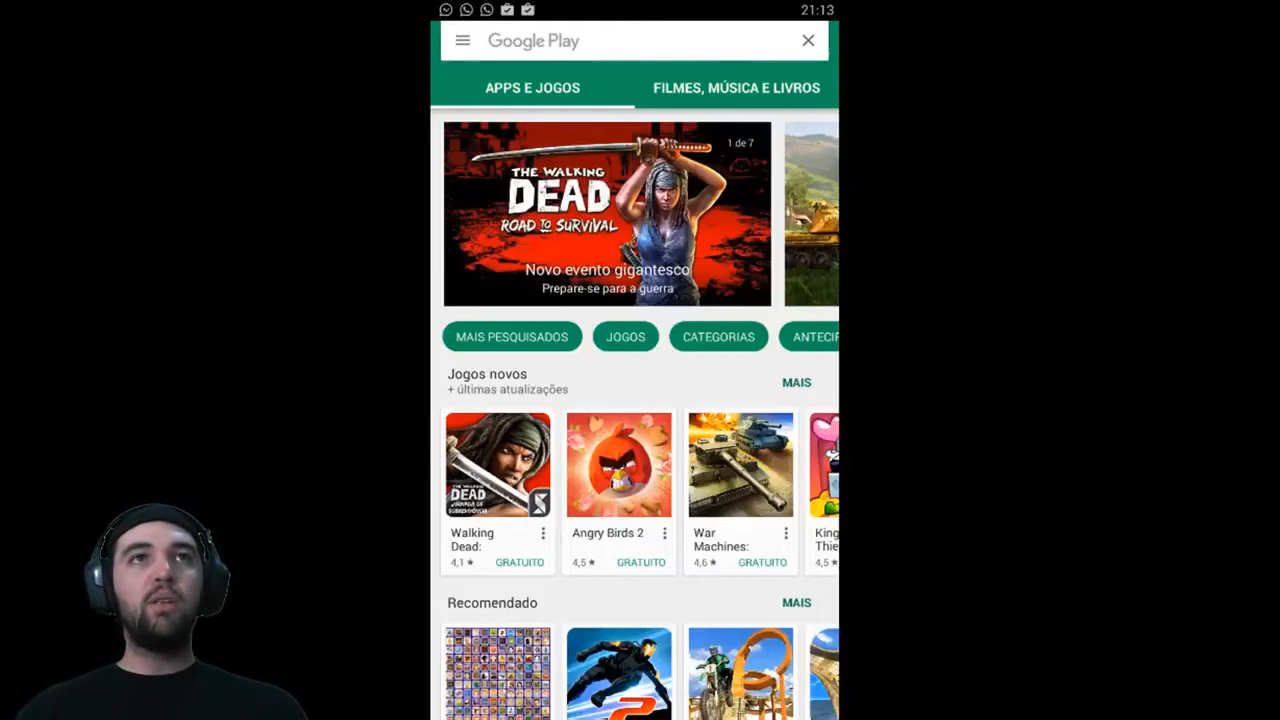 21:13
Google Play
APPS E JOGOS
FILMES, MÚSICA E LIVROS
1 de 7
THE WALKING
DEAD
ROAD TO SURVIVAL
Novo evento gigantesco
Prepare-se para a guerra
MAIS PESQUISADOS
JOGOS
CATEGORIAS
ANTECIP
Jogos novos
MAIS
+ últimas atualizações
DEAD
Walking
Dead:
4,1 ★ GRATUITO
Angry Birds 2
4,5 ★ GRATUITO
War
Machines:
4,6 ★ GRATUITO
King
Thie
4,5 ★
Recomendado
MAIS
2